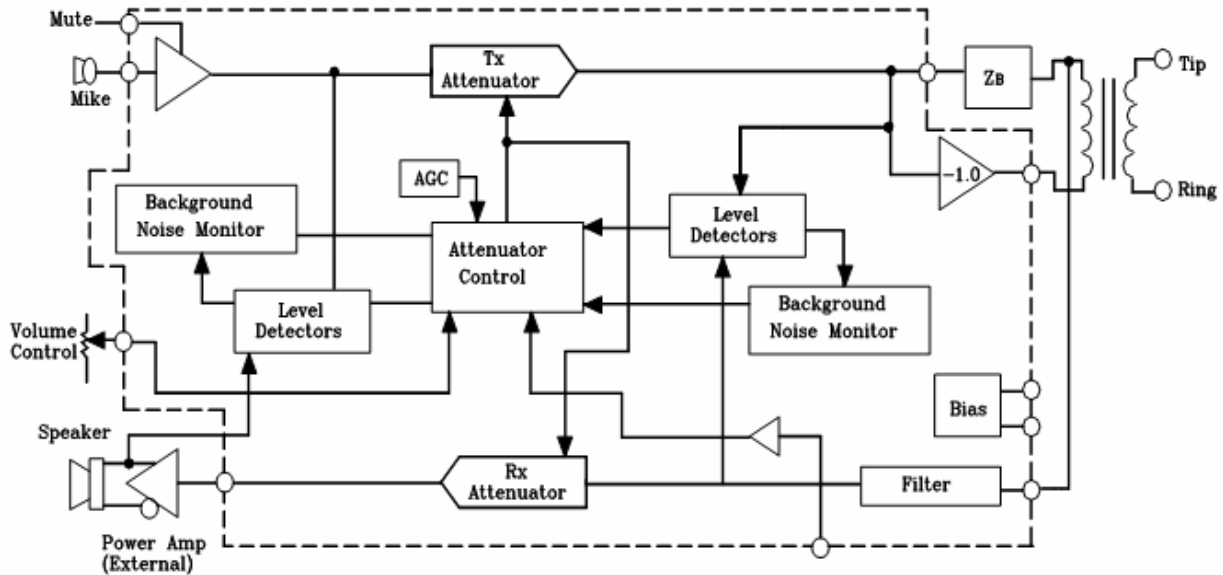 Mute
Mike
Tx
Attenuator
ZB
Tip
-1.0
Ring
AGC
Background
Noise Monitor
Attenuator
Control
Level
Detectors
Level
Detectors
Background
Noise Monitor
Volume
Control
Bias
Speaker
Rx
Attenuator
Filter
Power Amp
(External)